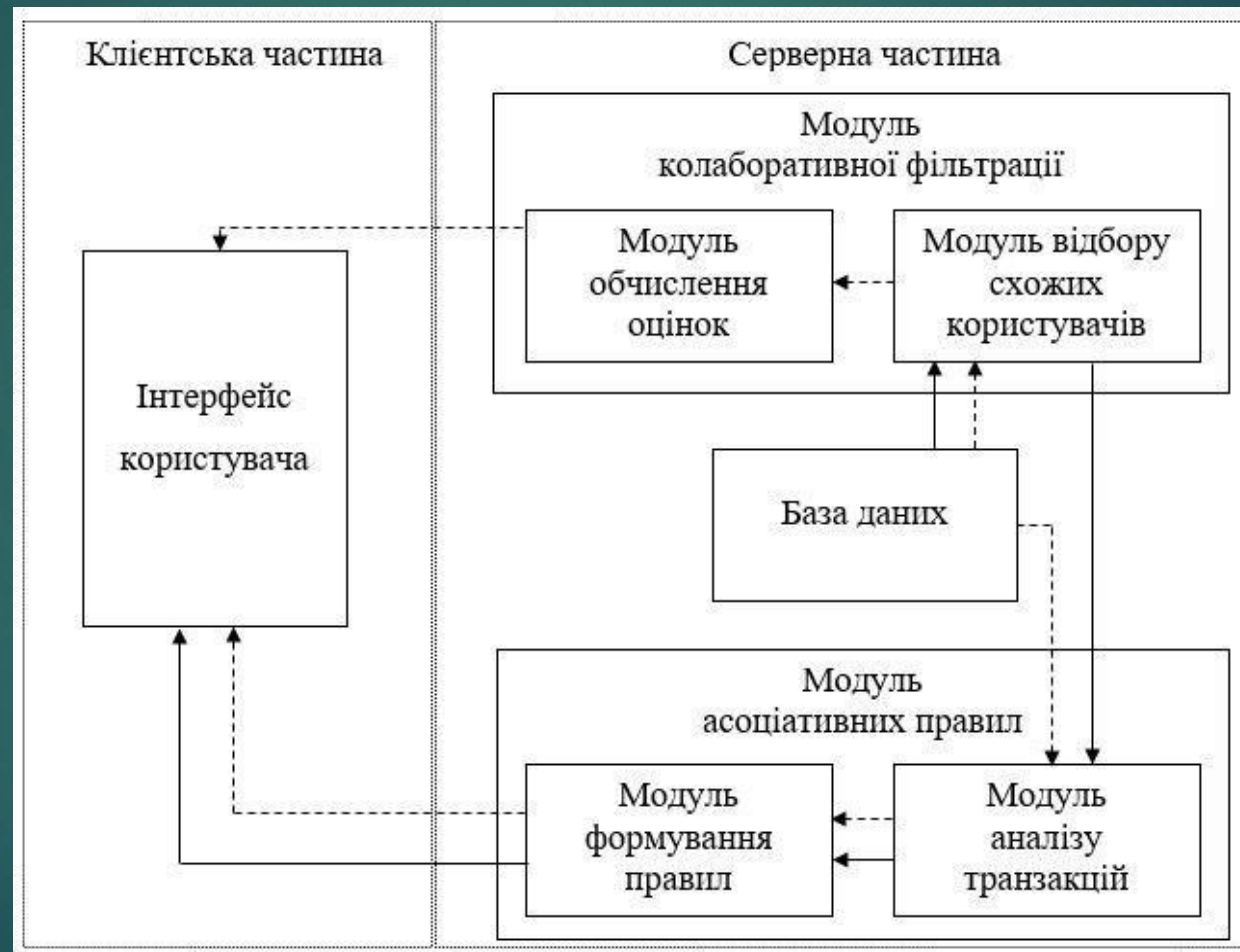 Клієнтська частина
Серверна частина
Модуль
колаборативної фільтрації
Модуль
обчислення
оцінок
Модуль відбору
схожих
користувачів
Інтерфейс
користувача
База даних
Модуль
асоціативних правил
Модуль
формування
правил
Модуль
аналізу
транзакцій